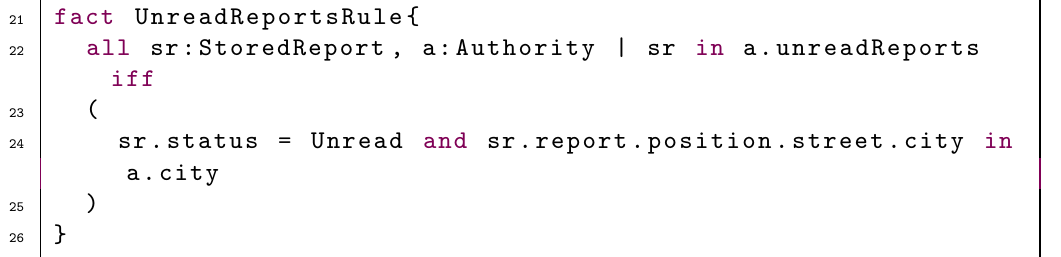 21 fact UnreadReportsRule{
22 all sr:StoredReport, a:Authority | sr in a.unreadReports
iff
23 (
24 sr.status = Unread and sr.report.position.street.city in
a.city
25 )
26 }